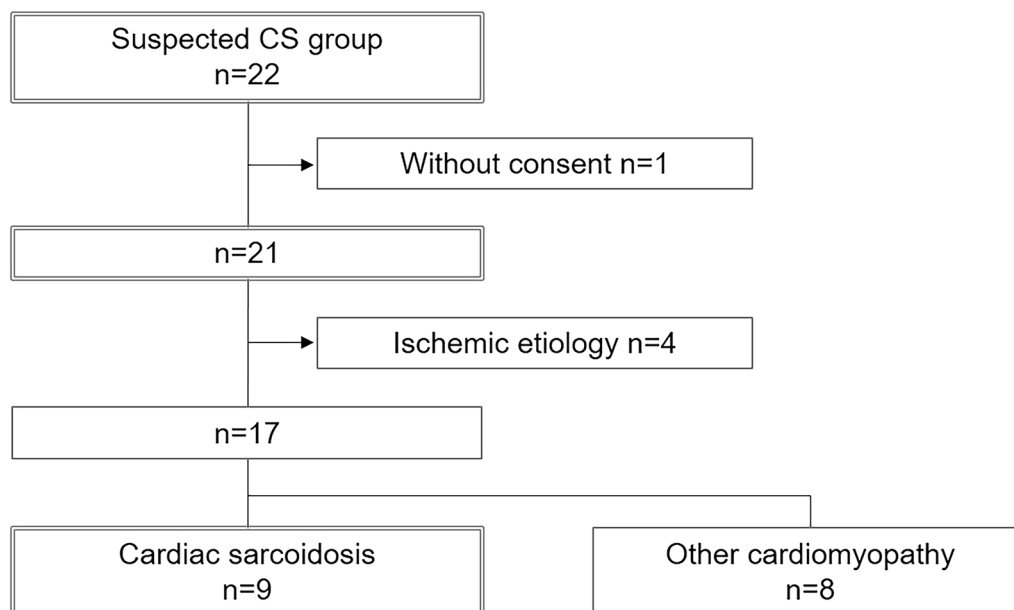 Suspected CS group
n=22
Without consent n=1
n=21
Ischemic etiology n=4
n=17
Cardiac sarcoidosis
n=9
Other cardiomyopathy
n=8